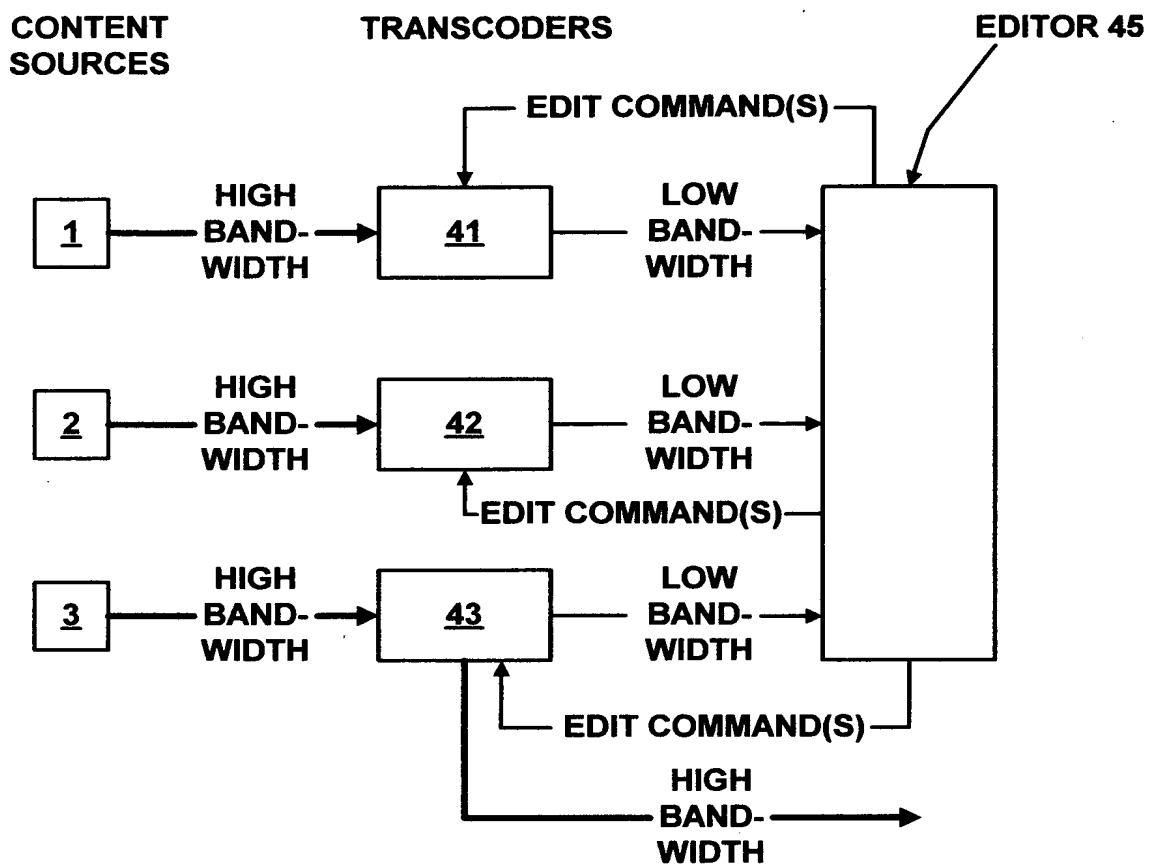 CONTENT
SOURCES
TRANSCODERS
EDITOR 45
EDIT COMMAND(S)
1
HIGH
BAND-
WIDTH
41
LOW
BAND-
WIDTH
2
HIGH
BAND-
WIDTH
42
LOW
BAND-
WIDTH
EDIT COMMAND(S)
3
HIGH
BAND-
WIDTH
43
LOW
BAND-
WIDTH
EDIT COMMAND(S)
HIGH
BAND-
WIDTH